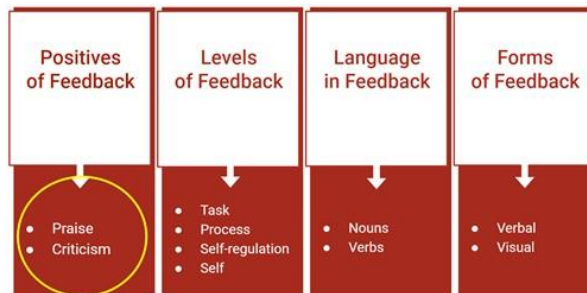 Positives
of Feedback
Levels
of Feedback
Language
in Feedback
Forms
of Feedback
• Praise
• Criticism
• Task
• Process
• Self-regulation
• Self
• Nouns
• Verbs
• Verbal
• Visual